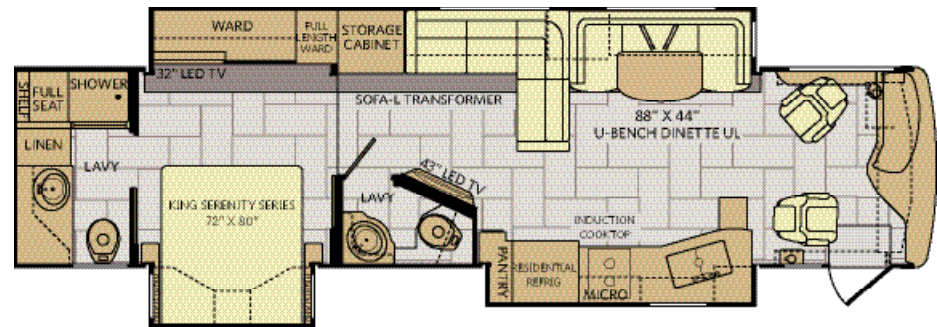 WARD
FULL
LENGTH
WARD
STORAGE
CABINET
32" LED TV
SHELF
FULL
SEAT
SHOWER
SOFA-L TRANSFORMER
88" X 44"
U-BENCH DINETTE UL
LINEN
LAVY
43" LED TV
KING SERENITY SERIES
72" X 80"
LAVY
INDUCTION
COOKTOP
PANTRY
RESIDENTIAL
REFRIG
MICRO